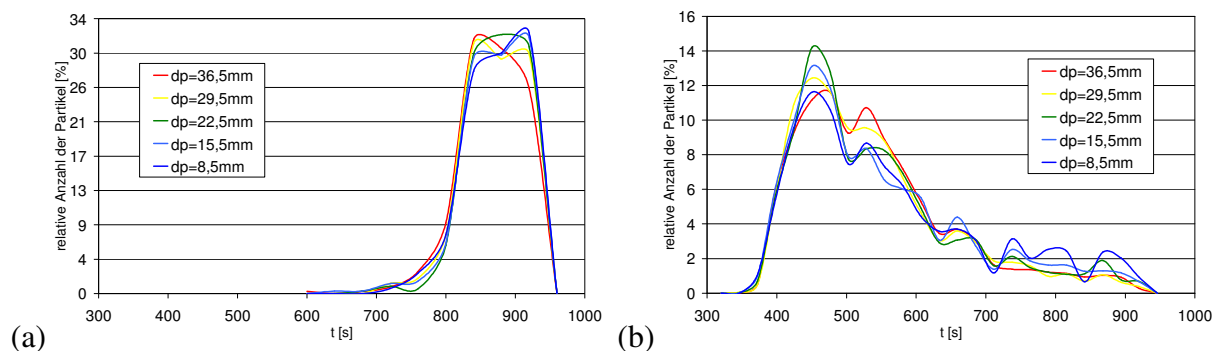 relative Anzahl der Partikel [%]
34
30
26
21
17
13
9
4
0
dp=36,5mm
dp=29,5mm
dp=22,5mm
dp=15,5mm
dp=8,5mm
300 400 500 600 700 800 900 1000
t [s]
(a)
relative Anzahl der Partikel [%]
16
14
12
10
8
6
4
2
0
dp=36,5mm
dp=29,5mm
dp=22,5mm
dp=15,5mm
dp=8,5mm
300 400 500 600 700 800 900 1000
t [s]
(b)